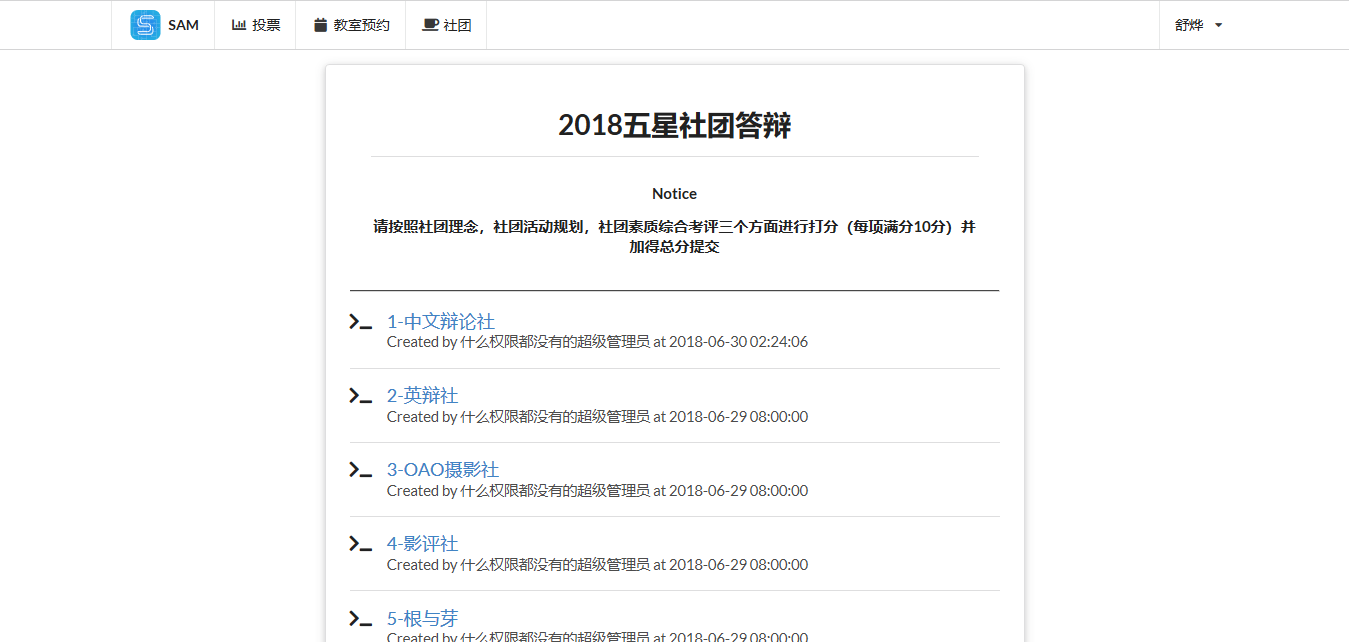 SAM 投票 教室预约 社团 舒烨
2018五星社团答辩
Notice
请按照社团理念，社团活动规划，社团素质综合考评三个方面进行打分（每项满分10分）并
加得总分提交
1-中文辩论社
Created by 什么权限都没有的超级管理员 at 2018-06-30 02:24:06
2-英辩社
Created by 什么权限都没有的超级管理员 at 2018-06-29 08:00:00
3-OAO摄影社
Created by 什么权限都没有的超级管理员 at 2018-06-29 08:00:00
4-影评社
Created by 什么权限都没有的超级管理员 at 2018-06-29 08:00:00
5-根与芽
Created by 什么权限都没有的超级管理员 at 2018-06-29 08:00:00